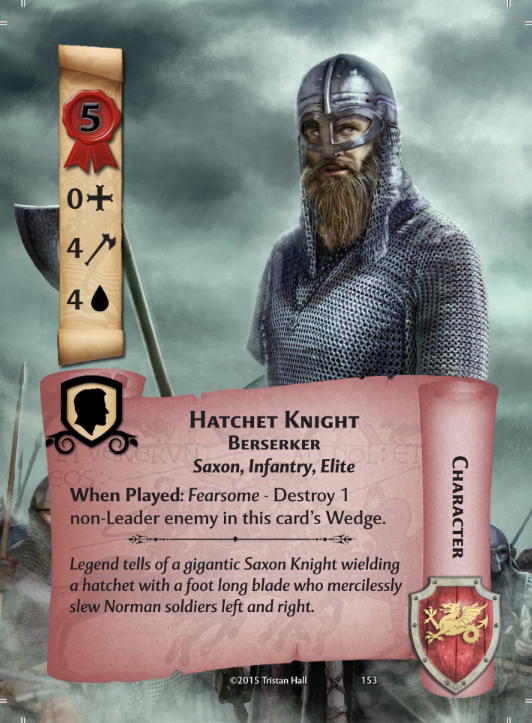 5
0
4
4
Hatchet Knight
Berserker
Saxon, Infantry, Elite
When Played: Fearsome - Destroy 1
non-Leader enemy in this card's Wedge.
Legend tells of a gigantic Saxon Knight wielding
a hatchet with a foot long blade who mercilessly
slew Norman soldiers left and right.
Character
©2015 Tristan Hall
153